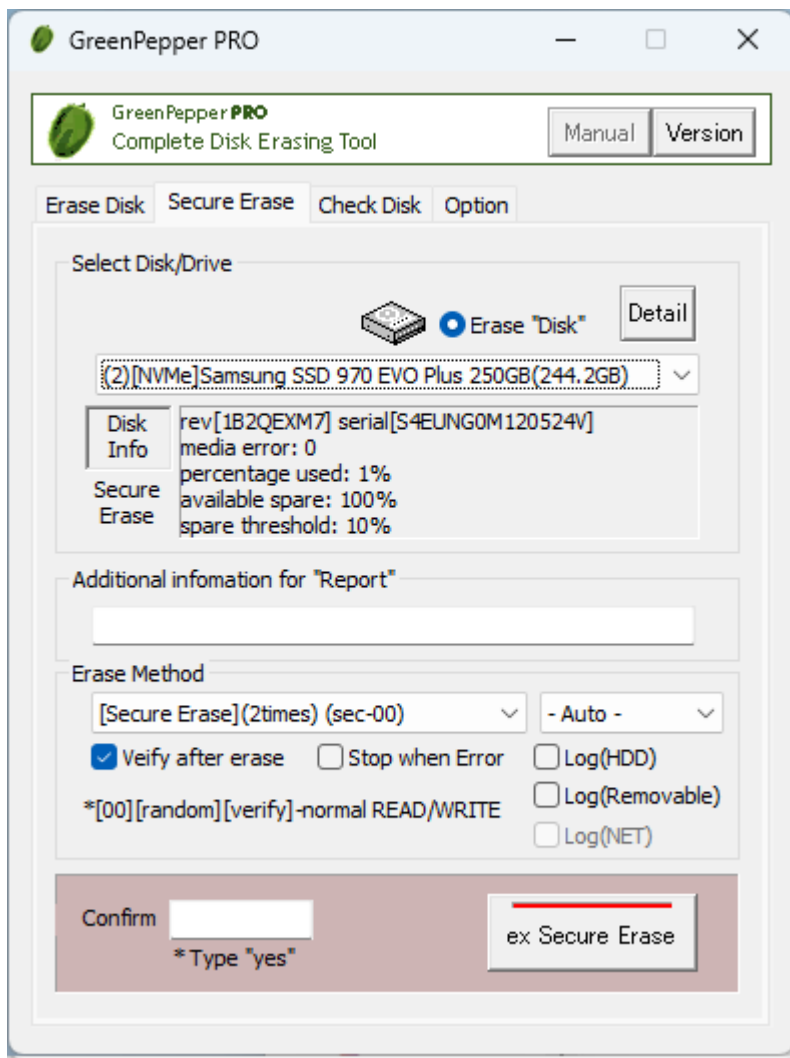 GreenPepper PRO
GreenPepperPRO
Complete Disk Erasing Tool
Manual
Version
Erase Disk
Secure Erase
Check Disk
Option
Select Disk/Drive
Erase "Disk"
Detail
(2)[NVMe]Samsung SSD 970 EVO Plus 250GB(244.2GB)
Disk
Info
Secure
Erase
rev[1B2QEXM7] serial[S4EUNG0M120524V]
media error: 0
percentage used: 1%
available spare: 100%
spare threshold: 10%
Additional infomation for "Report"
Erase Method
[Secure Erase](2times) (sec-00)
- Auto -
Veify after erase
Stop when Error
Log(HDD)
*[00][random][verify]-normal READ/WRITE
Log(Removable)
Log(NET)
Confirm
* Type "yes"
ex Secure Erase